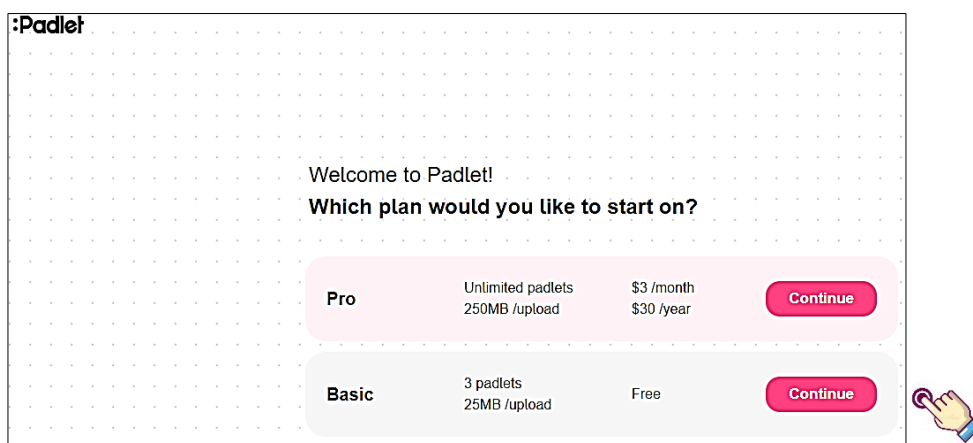 :Padlet
Welcome to Padlet!
Which plan would you like to start on?
Pro
Unlimited padlets
250MB /upload
$3 /month
$30 /year
Continue
Basic
3 padlets
25MB /upload
Free
Continue